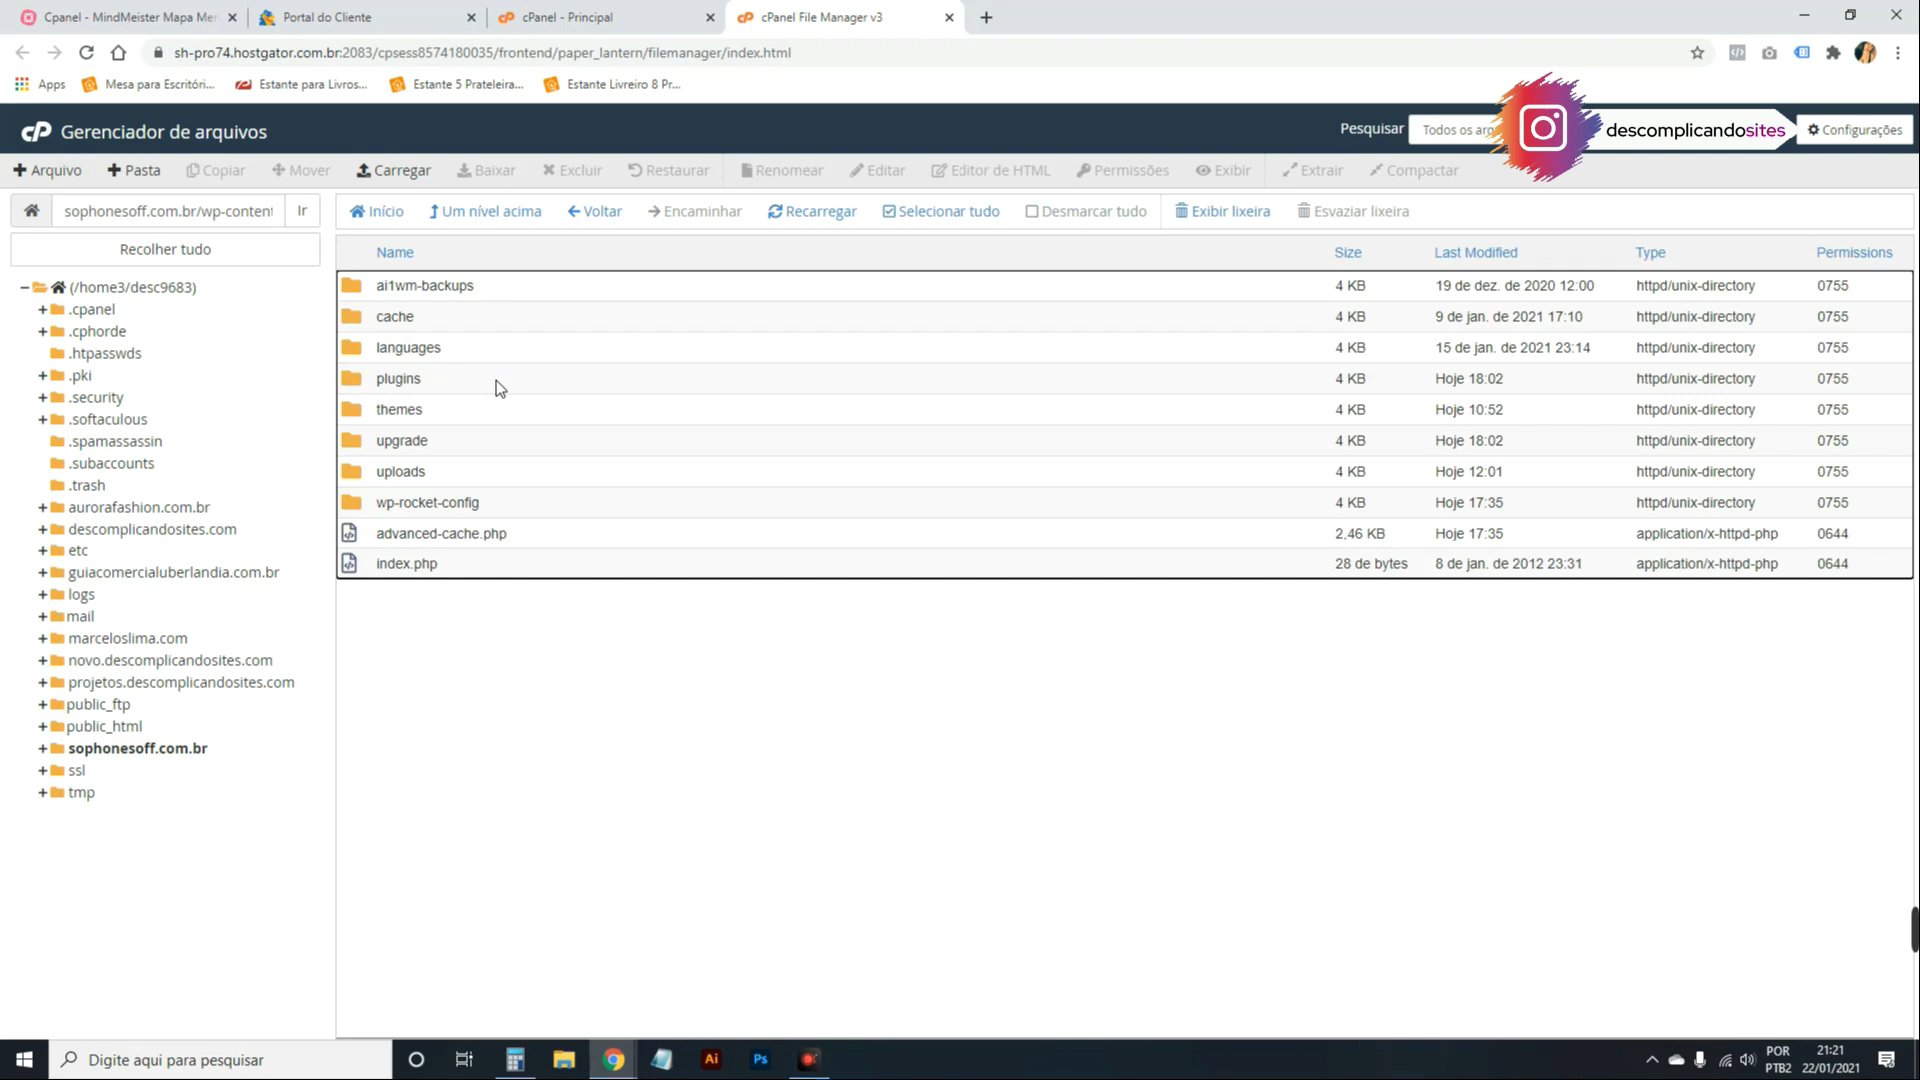 Cpanel - MindMeister Mapa Men
Portal do Cliente
cPanel - Principal
cPanel File Manager v3
sh-pro74.hostgator.com.br:2083/cpsess8574180035/frontend/paper_lantern/filemanager/index.html
Apps
Mesa para Escritóri...
Estante para Livros...
Estante 5 Prateleira...
Estante Livreiro 8 Pr...
cP Gerenciador de arquivos
Pesquisar
Todos os arq
descomplicandosites
Configurações
Arquivo
Pasta
Copiar
Mover
Carregar
Baixar
Excluir
Restaurar
Renomear
Editar
Editor de HTML
Permissões
Exibir
Extrair
Compactar
sophonesoff.com.br/wp-content
Ir
Início
Um nível acima
Voltar
Encaminhar
Recarregar
Selecionar tudo
Desmarcar tudo
Exibir lixeira
Esvaziar lixeira
Recolher tudo
(/home3/desc9683)
.cpanel
.cphorde
.htpasswds
.pki
.security
.softaculous
.spamassassin
.subaccounts
.trash
aurorafashion.com.br
descomplicandosites.com
etc
guiacomercialuberlandia.com.br
logs
mail
marceloslima.com
novo.descomplicandosites.com
projetos.descomplicandosites.com
public_ftp
public_html
sophonesoff.com.br
ssl
tmp
Name Size Last Modified Type Permissions
ai1wm-backups 4 KB 19 de dez. de 2020 12:00 httpd/unix-directory 0755
cache 4 KB 9 de jan. de 2021 17:10 httpd/unix-directory 0755
languages 4 KB 15 de jan. de 2021 23:14 httpd/unix-directory 0755
plugins 4 KB Hoje 18:02 httpd/unix-directory 0755
themes 4 KB Hoje 10:52 httpd/unix-directory 0755
upgrade 4 KB Hoje 18:02 httpd/unix-directory 0755
uploads 4 KB Hoje 12:01 httpd/unix-directory 0755
wp-rocket-config 4 KB Hoje 17:35 httpd/unix-directory 0755
advanced-cache.php 2,46 KB Hoje 17:35 application/x-httpd-php 0644
index.php 28 de bytes 8 de jan. de 2012 23:31 application/x-httpd-php 0644
Digite aqui para pesquisar
Ai
Ps
POR
PTB2
21:21
22/01/2021